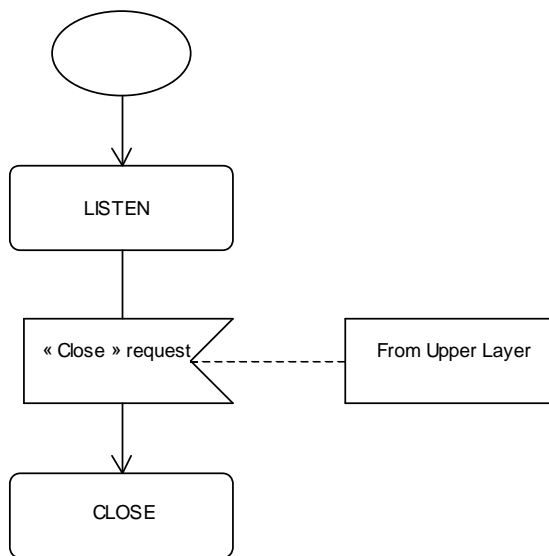 LISTEN
« Close » request
From Upper Layer
CLOSE